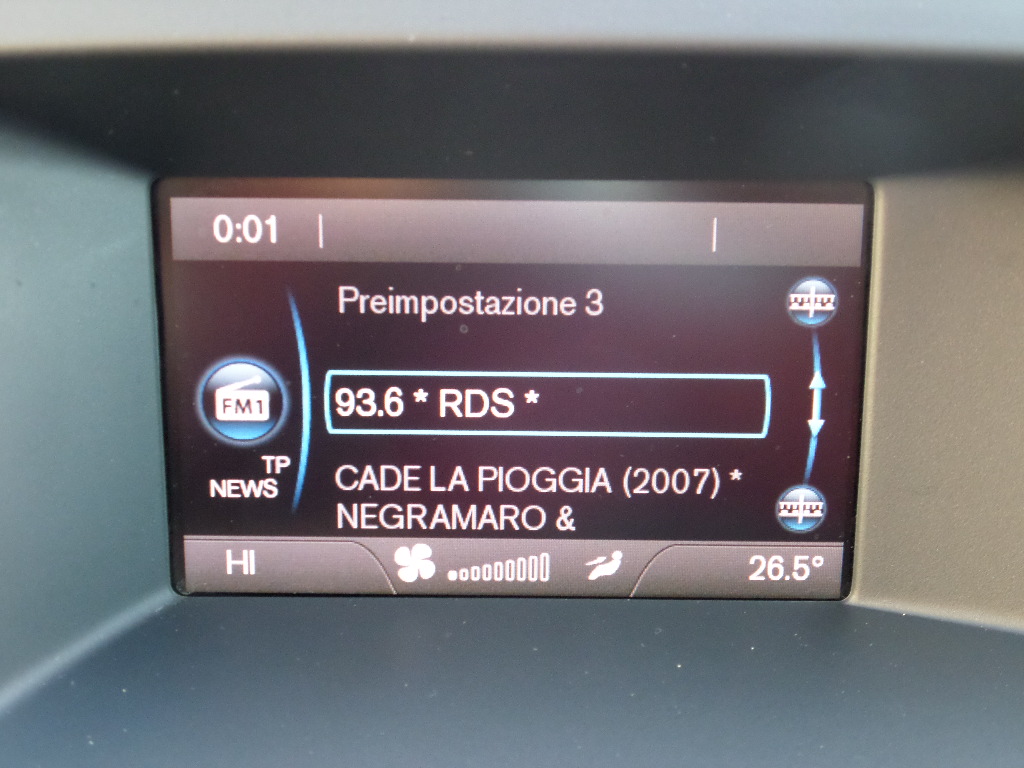 0:01
Preimpostazione 3
93.6 * RDS *
FM1
TP
NEWS
CADE LA PIOGGIA (2007) *
NEGRAMARO &
HI
26.5°